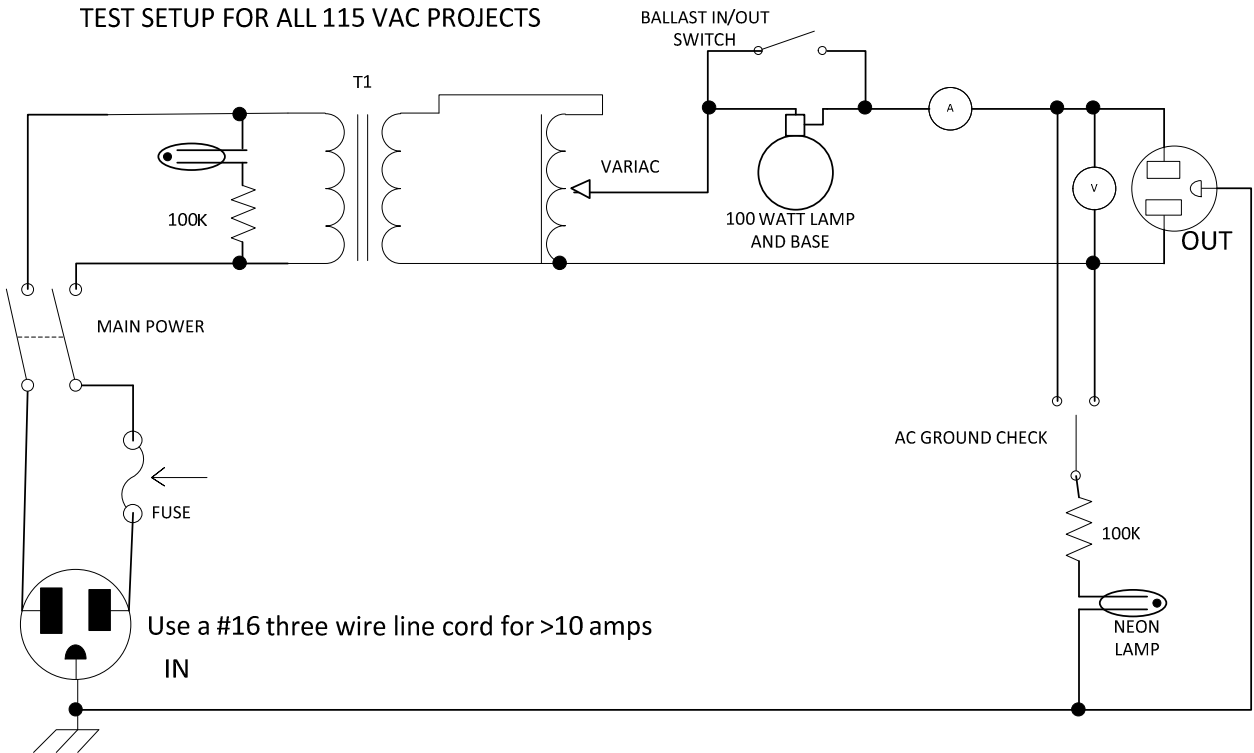 TEST SETUP FOR ALL 115 VAC PROJECTS
BALLAST IN/OUT
SWITCH
T1
A
VARIAC
V
100K
100 WATT LAMP
AND BASE
OUT
MAIN POWER
AC GROUND CHECK
FUSE
100K
Use a #16 three wire line cord for >10 amps
NEON
LAMP
IN